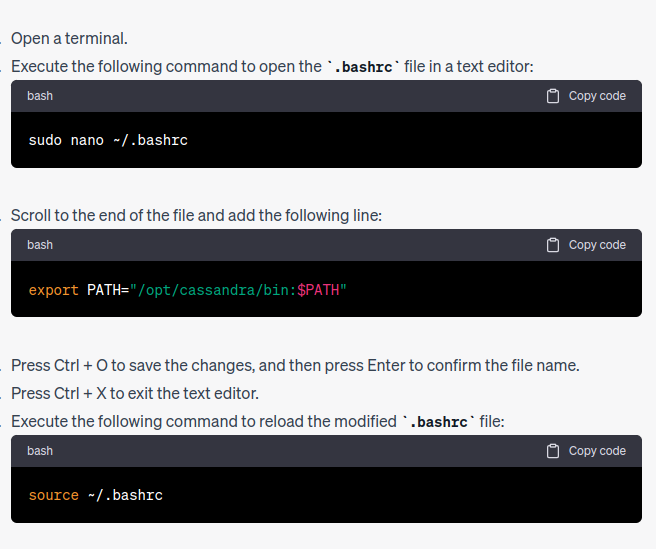 . Open a terminal.
. Execute the following command to open the `.bashrc` file in a text editor:
bash Copy code
sudo nano ~/.bashrc
. Scroll to the end of the file and add the following line:
bash Copy code
export PATH="/opt/cassandra/bin:$PATH"
. Press Ctrl + O to save the changes, and then press Enter to confirm the file name.
. Press Ctrl + X to exit the text editor.
. Execute the following command to reload the modified `.bashrc` file:
bash Copy code
source ~/.bashrc